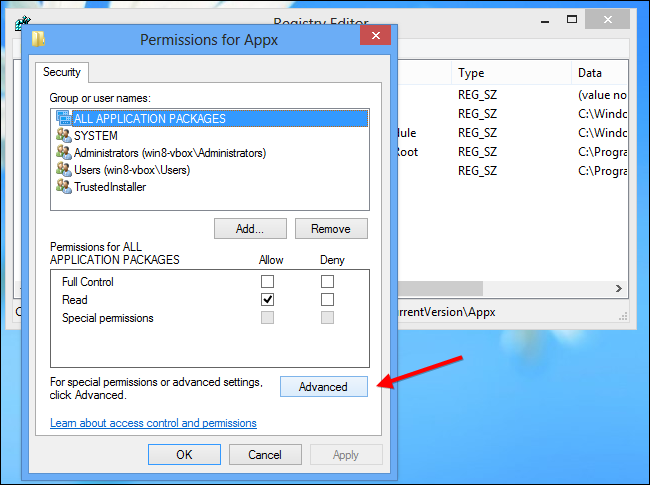 Registry Editor
Permissions for Appx
Security
Group or user names:
ALL APPLICATION PACKAGES
SYSTEM
Administrators (win8-vbox\Administrators)
Users (win8-vbox\Users)
TrustedInstaller
Add... Remove
Permissions for ALL
APPLICATION PACKAGES Allow Deny
Full Control
Read
Special permissions
For special permissions or advanced settings,
click Advanced.
Advanced
Learn about access control and permissions
OK Cancel Apply
Type Data
REG_SZ (value no
REG_SZ C:\Windo
dule REG_SZ C:\Windo
Root REG_SZ C:\Progra
REG_SZ C:\Progra
urrentVersion\Appx